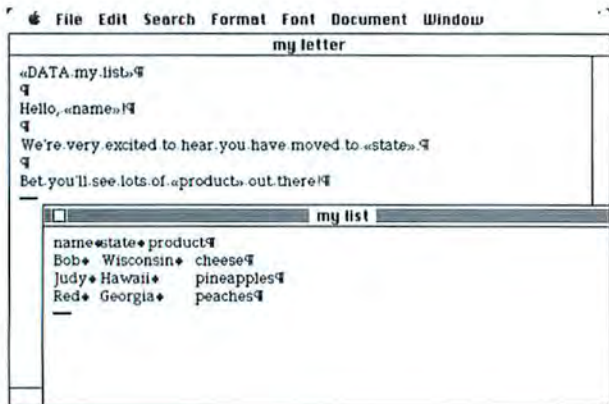 File Edit Search Format Font Document Window
my letter
«DATA my list»¶
¶
Hello, «name»!¶
¶
We're very excited to hear you have moved to «state».¶
¶
Bet you'll see lots of «product» out there!¶
my list
name♦state♦product¶
Bob♦ Wisconsin♦ cheese¶
Judy♦ Hawaii♦ pineapples¶
Red♦ Georgia♦ peaches¶